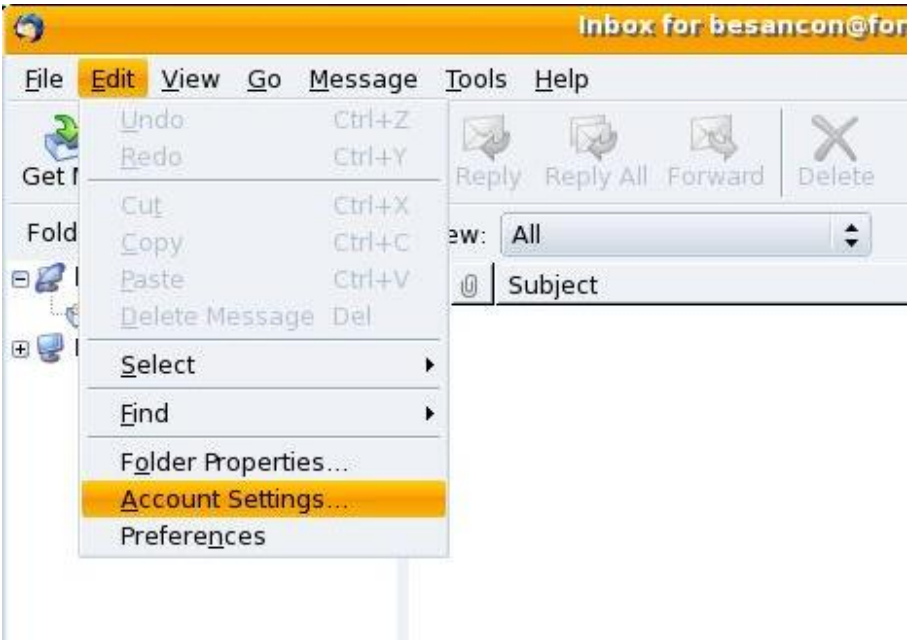 Inbox for besancon@for
File Edit View Go Message Tools Help
Undo Ctrl+Z
Redo Ctrl+Y
Cut Ctrl+X
Copy Ctrl+C
Paste Ctrl+V
Delete Message Del
Select
Find
Folder Properties...
Account Settings...
Preferences
Get
Reply Reply All Forward Delete
Fold
ew: All
Subject